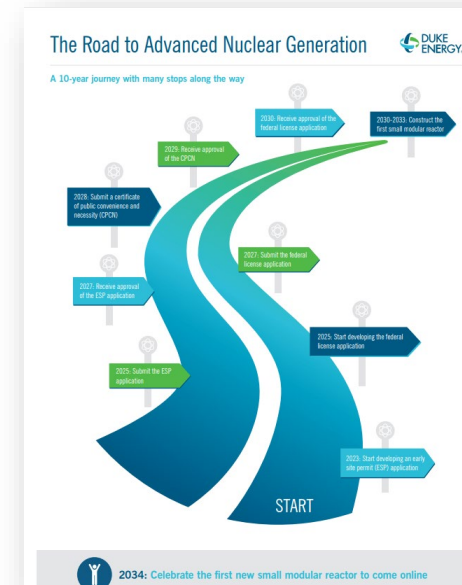 The Road to Advanced Nuclear Generation
DUKE
ENERGY
A 10-year journey with many stops along the way
2030: Receive approval of the
federal license application
2030-2033: Construct the
first small modular reactor
2029: Receive approval
of the CPCN
2028: Submit a certificate
of public convenience and
necessity (CPCN)
2027: Submit the federal
license application
2027: Receive approval
of the ESP application
2025: Start developing the federal
license application
2025: Submit the ESP
application
2023: Start developing an early
site permit (ESP) application
START
2034: Celebrate the first new small modular reactor to come online